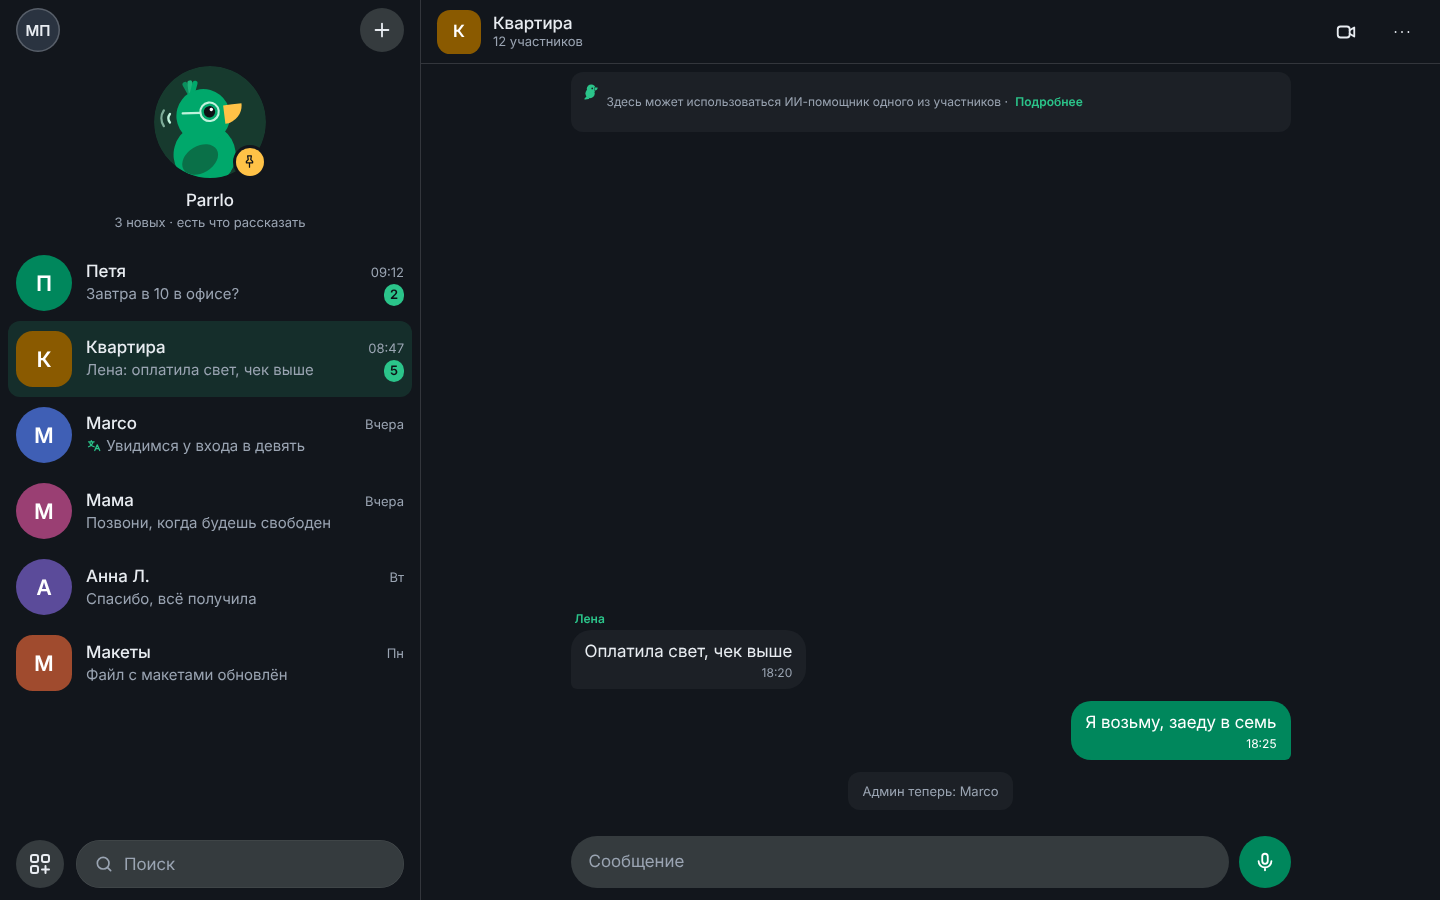 МП
Parrlo
3 новых · есть что рассказать
П
Петя
09:12
Завтра в 10 в офисе?
2
К
Квартира
08:47
Лена: оплатила свет, чек выше
5
М
Marco
Вчера
Увидимся у входа в девять
М
Мама
Вчера
Позвони, когда будешь свободен
А
Анна Л.
Вт
Спасибо, всё получила
М
Макеты
Пн
Файл с макетами обновлён
Поиск
К
Квартира
12 участников
Здесь может использоваться ИИ-помощник одного из участников · Подробнее
Лена
Оплатила свет, чек выше
18:20
Я возьму, заеду в семь
18:25
Админ теперь: Marco
Сообщение